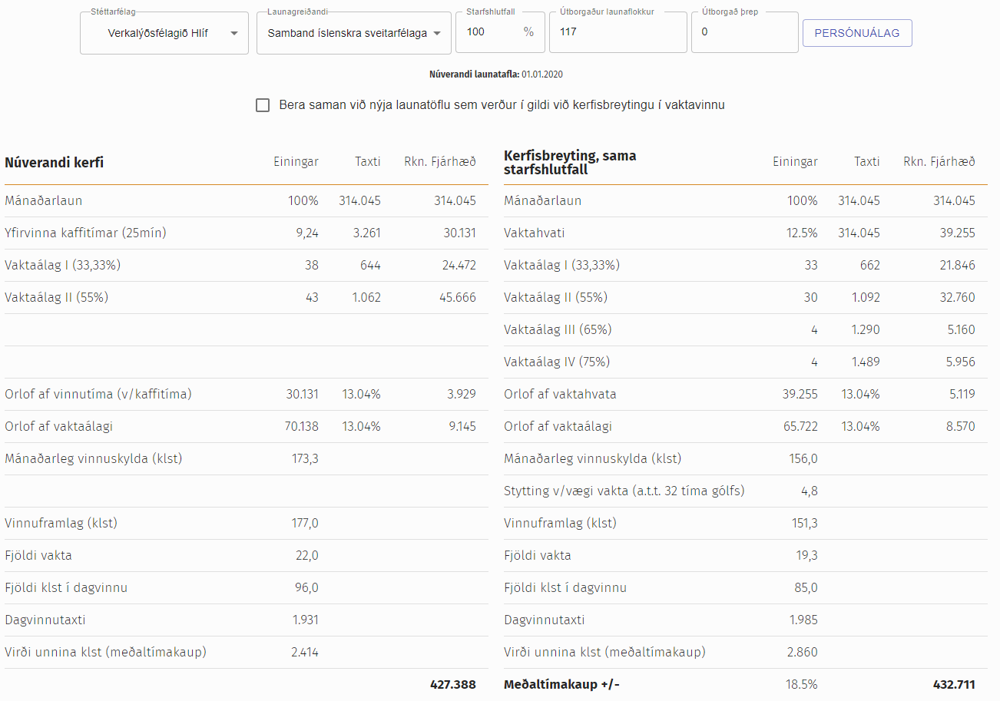 Stéttarfélag Launagreiðandi Starfshlutfall Útborgaður launaflokkur Útborgað þrep
Verkalýðsfélagið Hlíf Samband íslenskra sveitarfélaga 100 % 117 0 PERSÓNUÁLAG
Núverandi launatafla: 01.01.2020
Bera saman við nýja launatöflu sem verður í gildi við kerfisbreytingu í vaktavinnu
Núverandi kerfi Einingar Taxti Rkn. Fjárhæð
Mánaðarlaun 100% 314.045 314.045
Yfirvinna kaffitímar (25mín) 9,24 3.261 30.131
Vaktaálag I (33,33%) 38 644 24.472
Vaktaálag II (55%) 43 1.062 45.666
Orlof af vinnutíma (v/kaffitíma) 30.131 13.04% 3.929
Orlof af vaktaálagi 70.138 13.04% 9.145
Mánaðarleg vinnuskylda (klst) 173,3
Vinnuframlag (klst) 177,0
Fjöldi vakta 22,0
Fjöldi klst í dagvinnu 96,0
Dagvinnutaxti 1.931
Virði unnina klst (meðaltímakaup) 2.414
427.388
Kerfisbreyting, sama
starfshlutfall Einingar Taxti Rkn. Fjárhæð
Mánaðarlaun 100% 314.045 314.045
Vaktahvati 12.5% 314.045 39.255
Vaktaálag I (33,33%) 33 662 21.846
Vaktaálag II (55%) 30 1.092 32.760
Vaktaálag III (65%) 4 1.290 5.160
Vaktaálag IV (75%) 4 1.489 5.956
Orlof af vaktahvata 39.255 13.04% 5.119
Orlof af vaktaálagi 65.722 13.04% 8.570
Mánaðarleg vinnuskylda (klst) 156,0
Stytting v/vægi vakta (a.t.t. 32 tíma gólfs) 4,8
Vinnuframlag (klst) 151,3
Fjöldi vakta 19,3
Fjöldi klst í dagvinnu 85,0
Dagvinnutaxti 1.985
Virði unnina klst (meðaltímakaup) 2.860
Meðaltímakaup +/- 18.5% 432.711